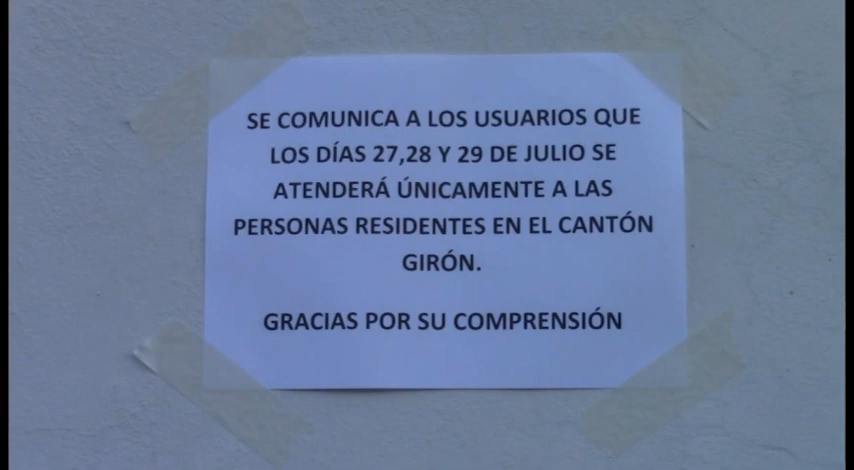 SE COMUNICA A LOS USUARIOS QUE
LOS DÍAS 27,28 Y 29 DE JULIO SE
ATENDERÁ ÚNICAMENTE A LAS
PERSONAS RESIDENTES EN EL CANTÓN
GIRÓN.
GRACIAS POR SU COMPRENSIÓN